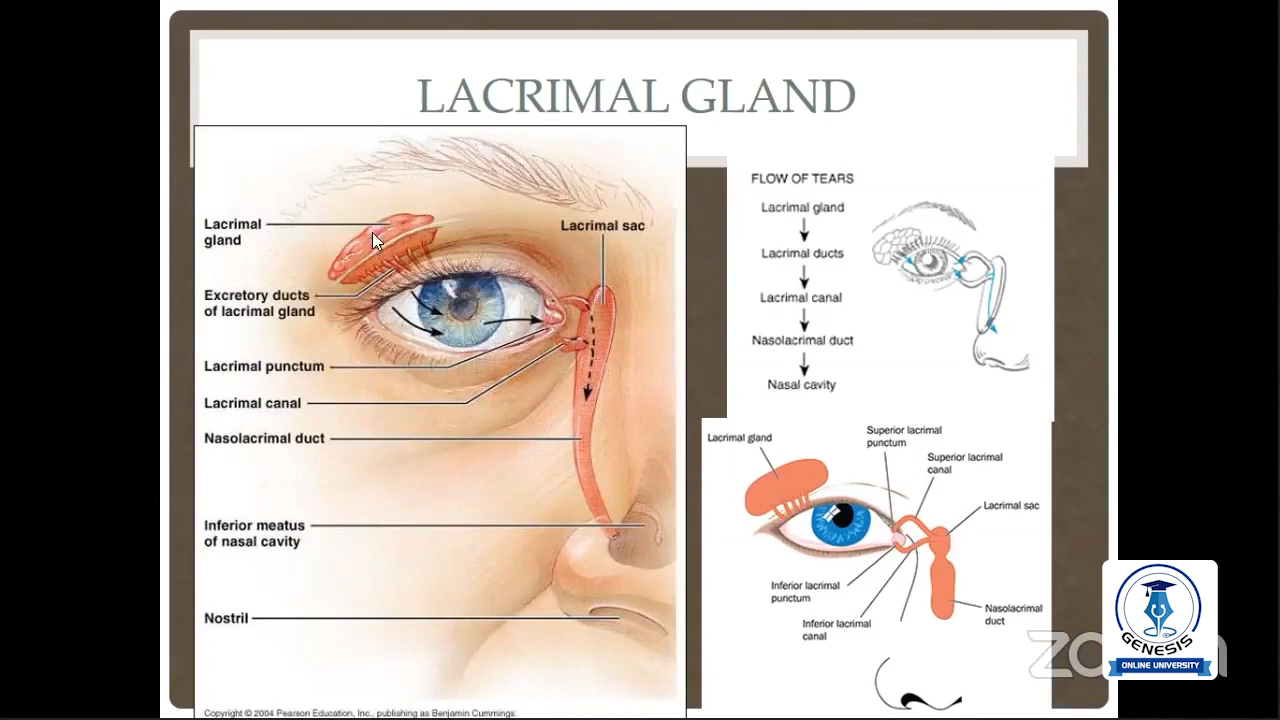 LACRIMAL GLAND
Lacrimal
gland
Lacrimal sac
Excretory ducts
of lacrimal gland
Lacrimal punctum
Lacrimal canal
Nasolacrimal duct
Inferior meatus
of nasal cavity
Nostril
Copyright © 2004 Pearson Education, Inc., publishing as Benjamin Cummings.
FLOW OF TEARS
Lacrimal gland
Lacrimal ducts
Lacrimal canal
Nasolacrimal duct
Nasal cavity
Lacrimal gland
Superior lacrimal
punctum
Superior lacrimal
canal
Lacrimal sac
Inferior lacrimal
punctum
Inferior lacrimal
canal
Nasolacrimal
duct
GENESIS
ONLINE UNIVERSITY